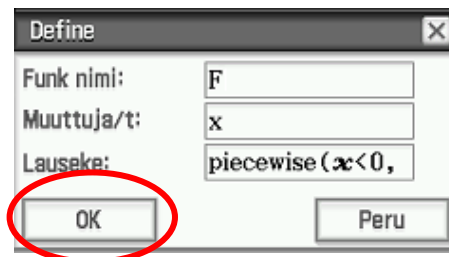 Define
Funk nimi: F
Muuttuja/t: x
Lauseke: piecewise(x<0,
OK Peru